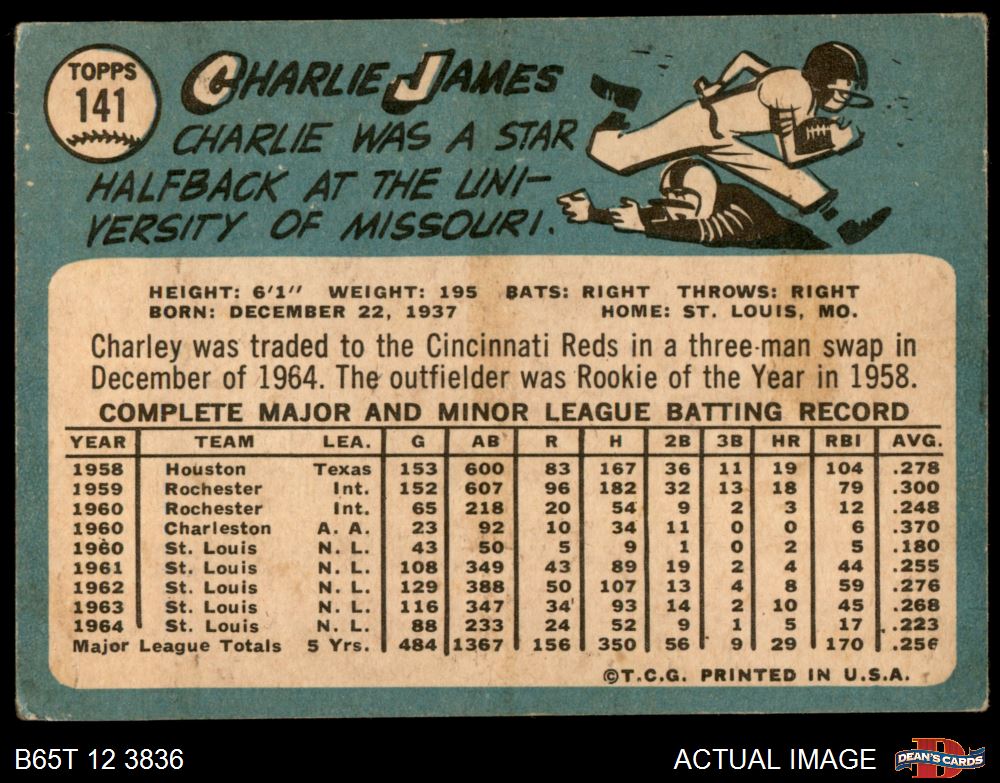 TOPPS
141
CHARLIE JAMES
CHARLIE WAS A STAR
HALFBACK AT THE UNI-
VERSITY OF MISSOURI.
HEIGHT: 6'1" WEIGHT: 195 BATS: RIGHT THROWS: RIGHT
BORN: DECEMBER 22, 1937 HOME: ST. LOUIS, MO.
Charley was traded to the Cincinnati Reds in a three-man swap in
December of 1964. The outfielder was Rookie of the Year in 1958.
COMPLETE MAJOR AND MINOR LEAGUE BATTING RECORD
YEAR TEAM LEA. G AB R H 2B 3B HR RBI AVG.
1958 Houston Texas 153 600 83 167 36 11 19 104 .278
1959 Rochester Int. 152 607 96 182 32 13 18 79 .300
1960 Rochester Int. 65 218 20 54 9 2 3 12 .248
1960 Charleston A. A. 23 92 10 34 11 0 0 6 .370
1960 St. Louis N. L. 43 50 5 9 1 0 2 5 .180
1961 St. Louis N. L. 108 349 43 89 19 2 4 44 .255
1962 St. Louis N. L. 129 388 50 107 13 4 8 59 .276
1963 St. Louis N. L. 116 347 34 93 14 2 10 45 .268
1964 St. Louis N. L. 88 233 24 52 9 1 5 17 .223
Major League Totals 5 Yrs. 484 1367 156 350 56 9 29 170 .256
©T.C.G. PRINTED IN U.S.A.
B65T 12 3836 ACTUAL IMAGE DEAN'S CARDS